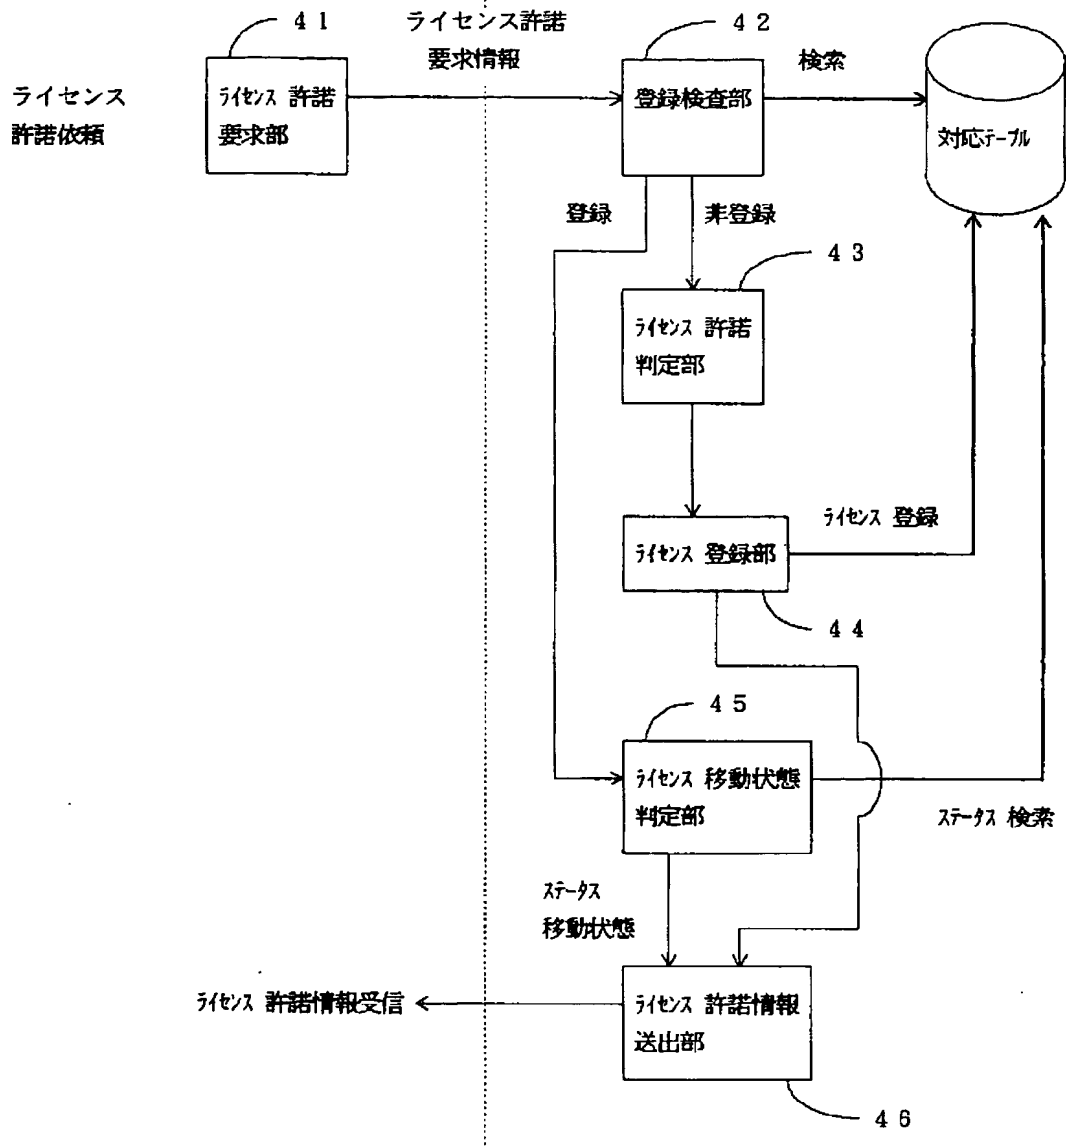 41
ライセンス許諾
要求情報
42
検索
ライセンス
許諾依頼
ﾗｲｾﾝｽ 許諾
要求部
登録検査部
対応ﾃｰﾌﾞﾙ
登録
非登録
43
ﾗｲｾﾝｽ 許諾
判定部
ﾗｲｾﾝｽ 登録
ﾗｲｾﾝｽ 登録部
44
45
ﾗｲｾﾝｽ 移動状態
判定部
ｽﾃｰﾀｽ 検索
ｽﾃｰﾀｽ
移動状態
ﾗｲｾﾝｽ 許諾情報受信
ﾗｲｾﾝｽ 許諾情報
送出部
46